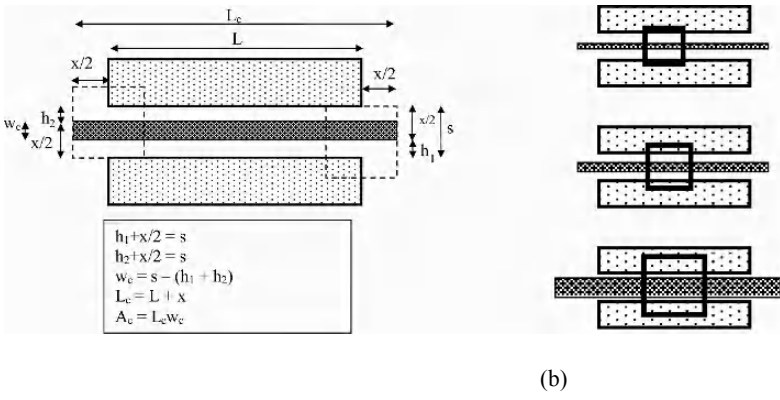 L_c
L
x/2
x/2
h_2
w_c
x/2
x/2
s
h_1
h_1+x/2 = s
h_2+x/2 = s
w_c = s – (h_1 + h_2)
L_c = L + x
A_c = L_cw_c
(b)